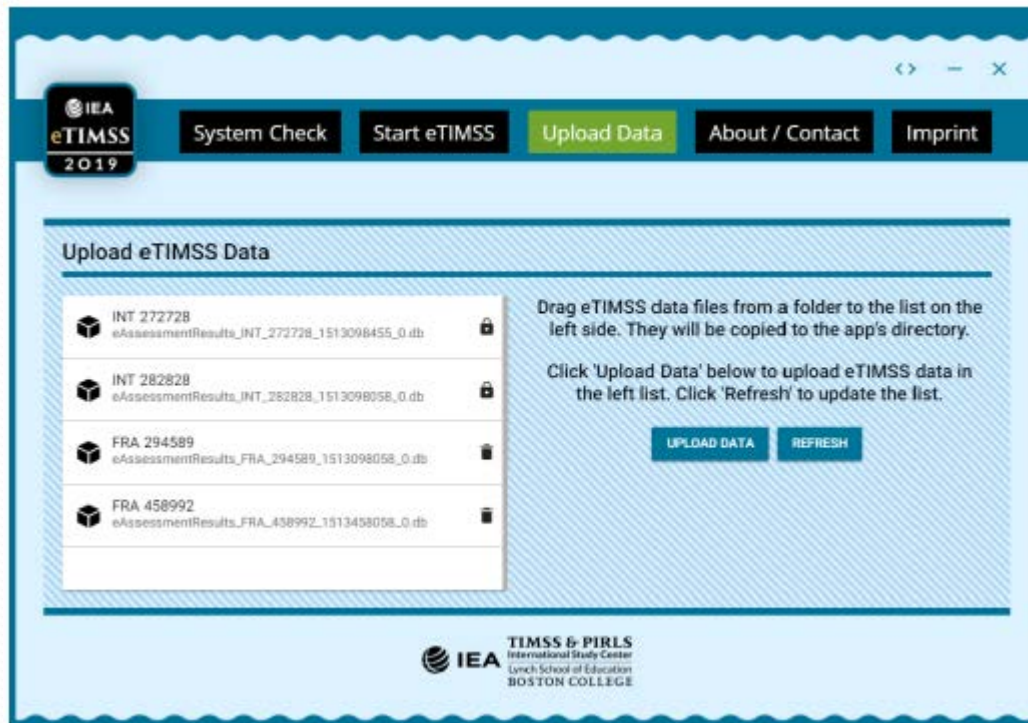 IEA
eTIMSS
2019
System Check
Start eTIMSS
Upload Data
About / Contact
Imprint
Upload eTIMSS Data
INT 272728
eAssessmentResults_INT_272728_1513098455_0.db
INT 282828
eAssessmentResults_INT_282828_1513098058_0.db
FRA 294589
eAssessmentResults_FRA_294589_1513098058_0.db
FRA 458992
eAssessmentResults_FRA_458992_1513458058_0.db
Drag eTIMSS data files from a folder to the list on the
left side. They will be copied to the app's directory.
Click 'Upload Data' below to upload eTIMSS data in
the left list. Click 'Refresh' to update the list.
UPLOAD DATA
REFRESH
IEA
TIMSS & PIRLS
International Study Center
Lynch School of Education
BOSTON COLLEGE